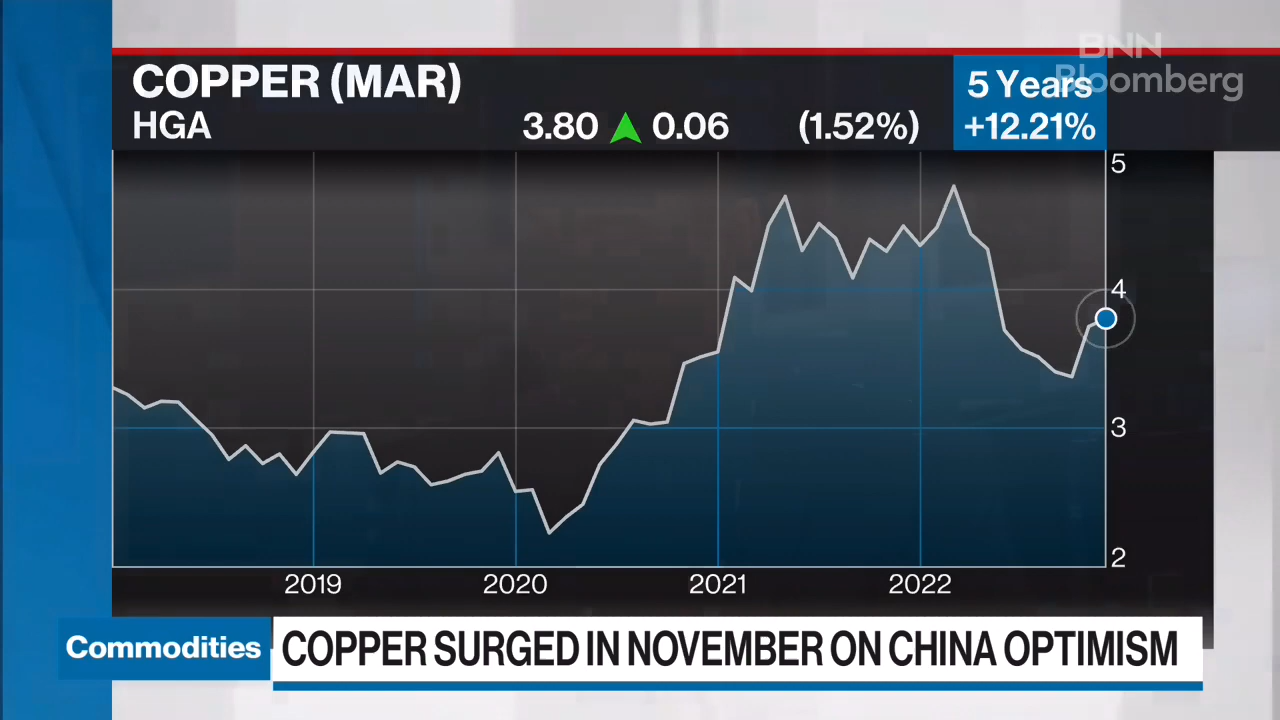 BNN
Bloomberg
COPPER (MAR)
5 Years
HGA
3.80 0.06 (1.52%)
+12.21%
5
4
3
2
2019 2020 2021 2022
Commodities
COPPER SURGED IN NOVEMBER ON CHINA OPTIMISM